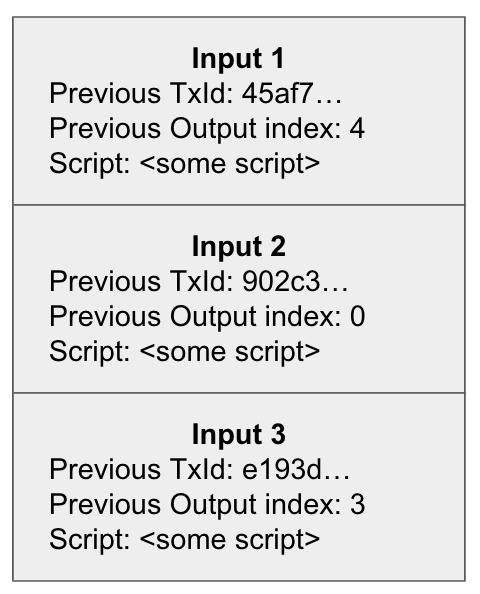 Input 1
Previous TxId: 45af7…
Previous Output index: 4
Script: <some script>
Input 2
Previous TxId: 902c3…
Previous Output index: 0
Script: <some script>
Input 3
Previous TxId: e193d…
Previous Output index: 3
Script: <some script>